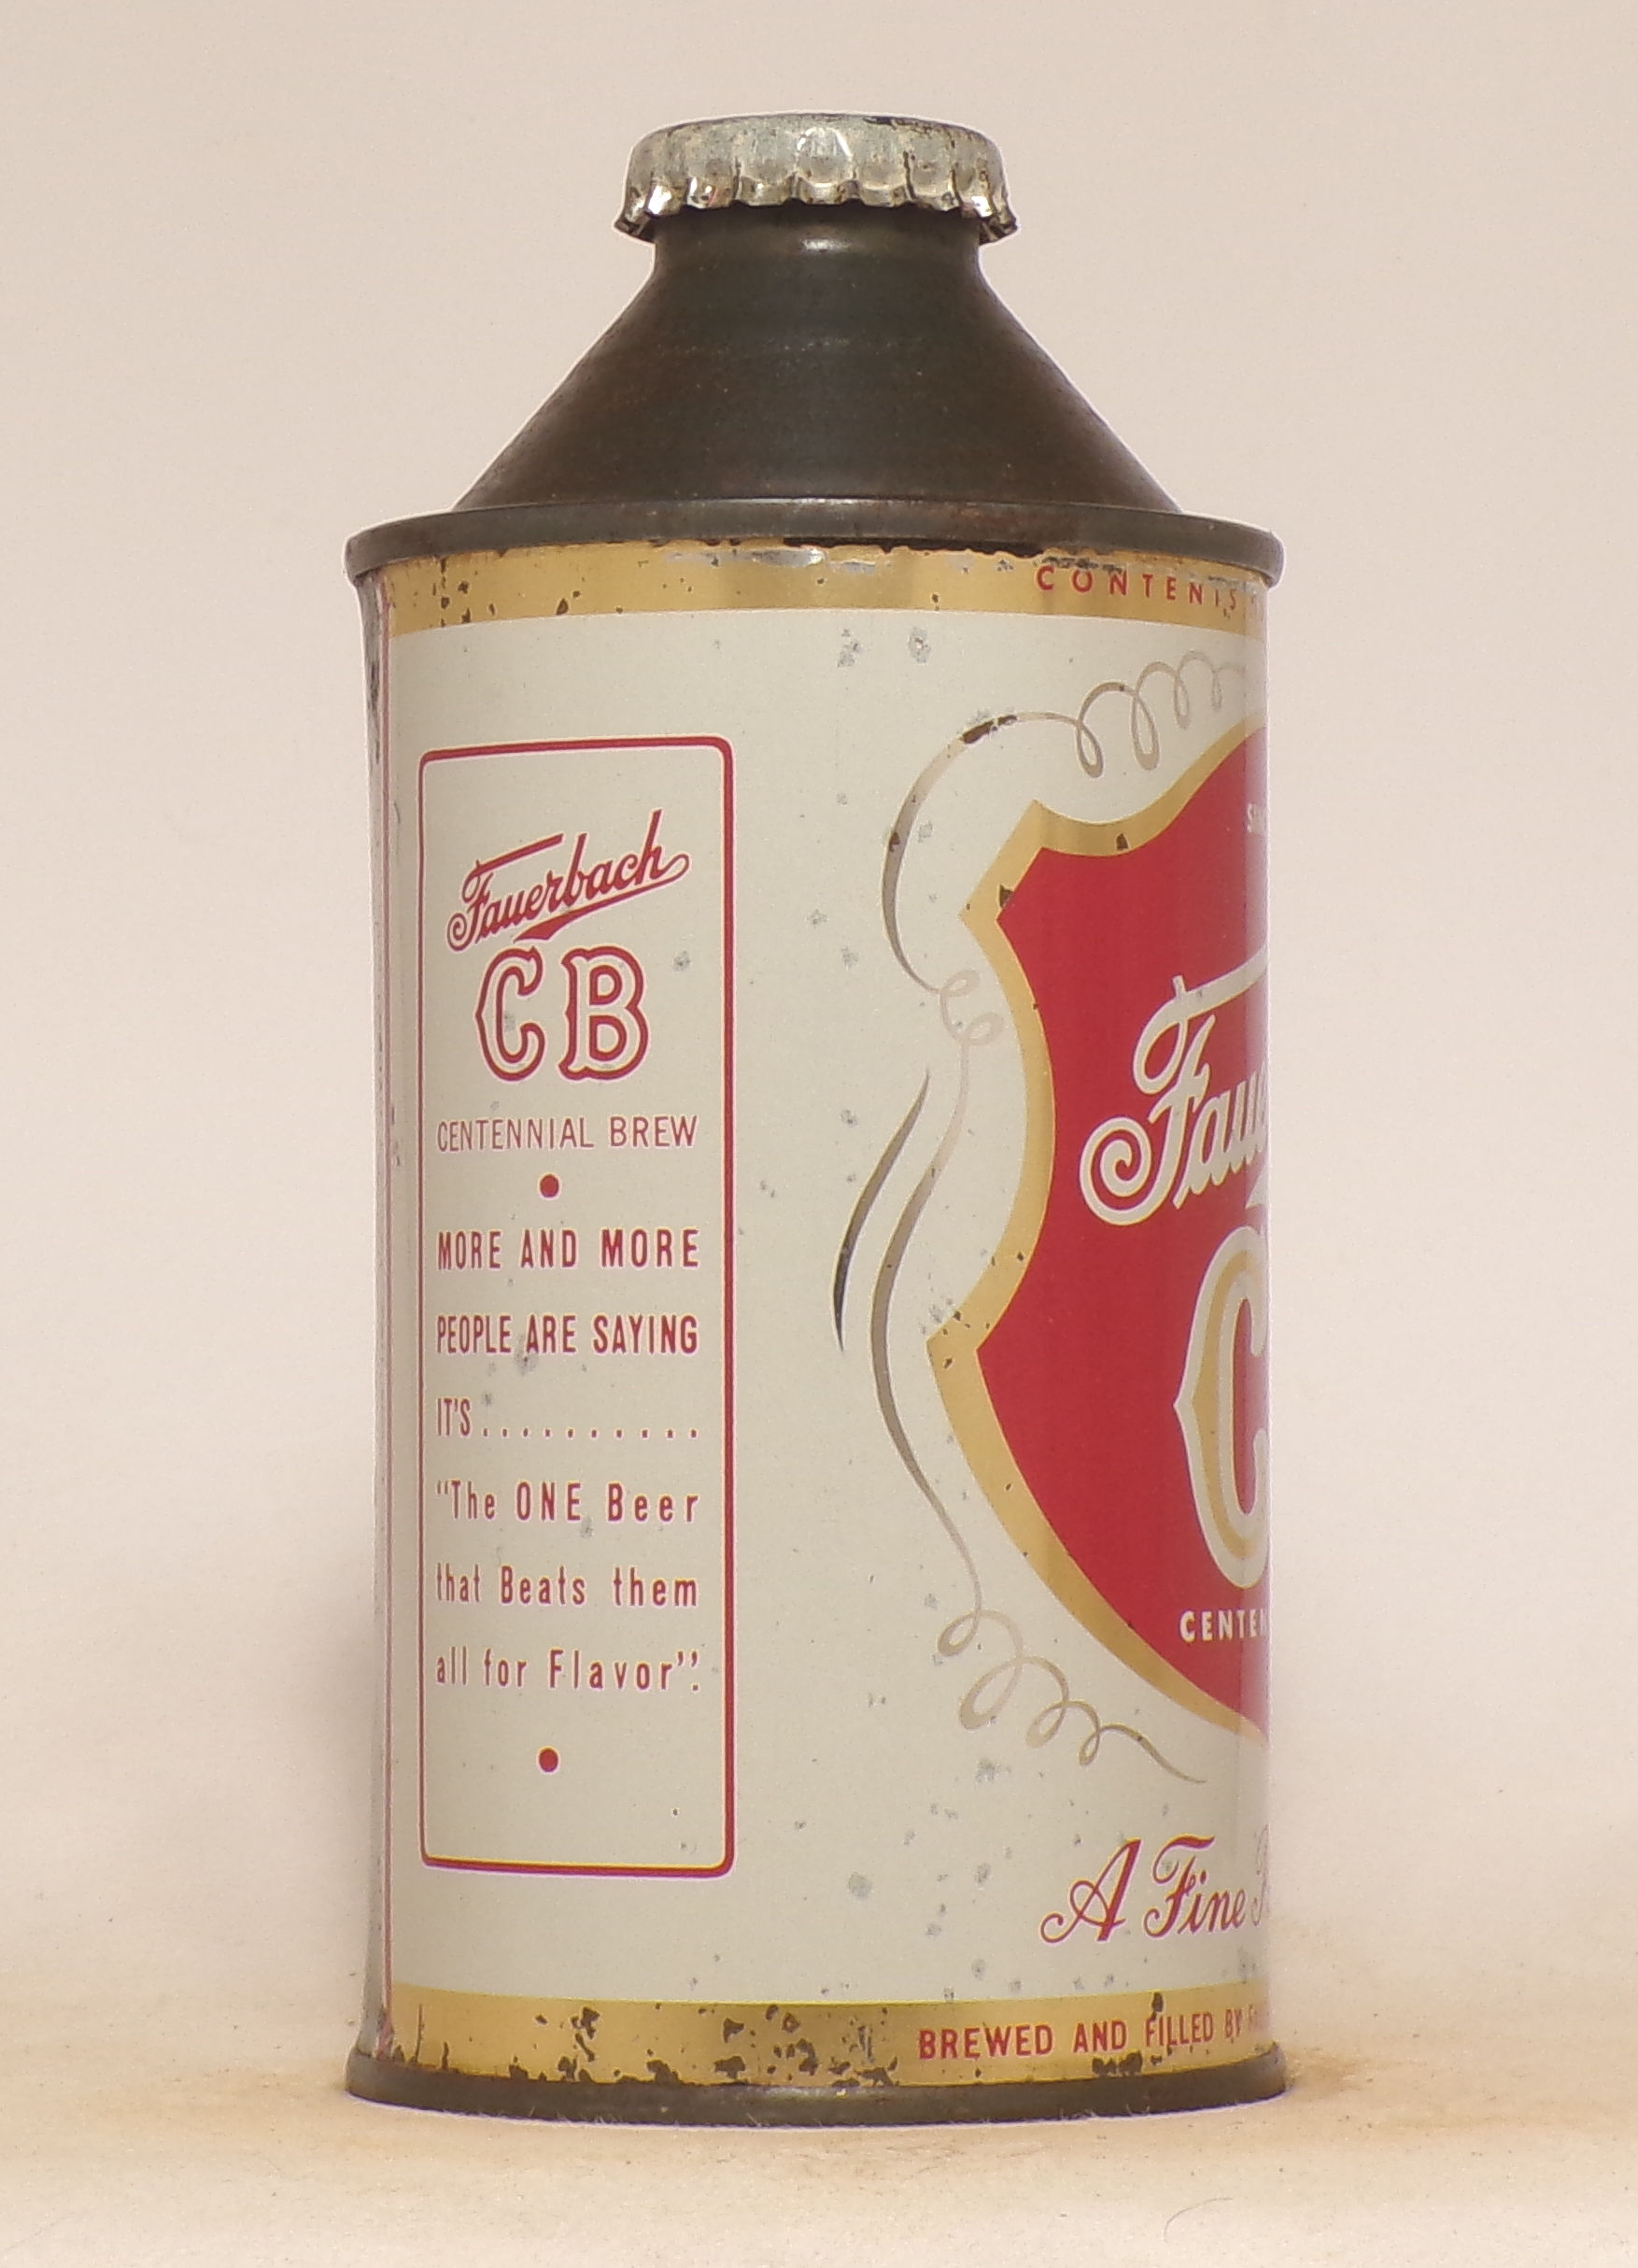 CONTENTS
Fauerbach
CB
CENTENNIAL BREW
MORE AND MORE
PEOPLE ARE SAYING
IT'S..........
"The ONE Beer
that Beats them
all for Flavor".
A Fine
BREWED AND FILLED BY